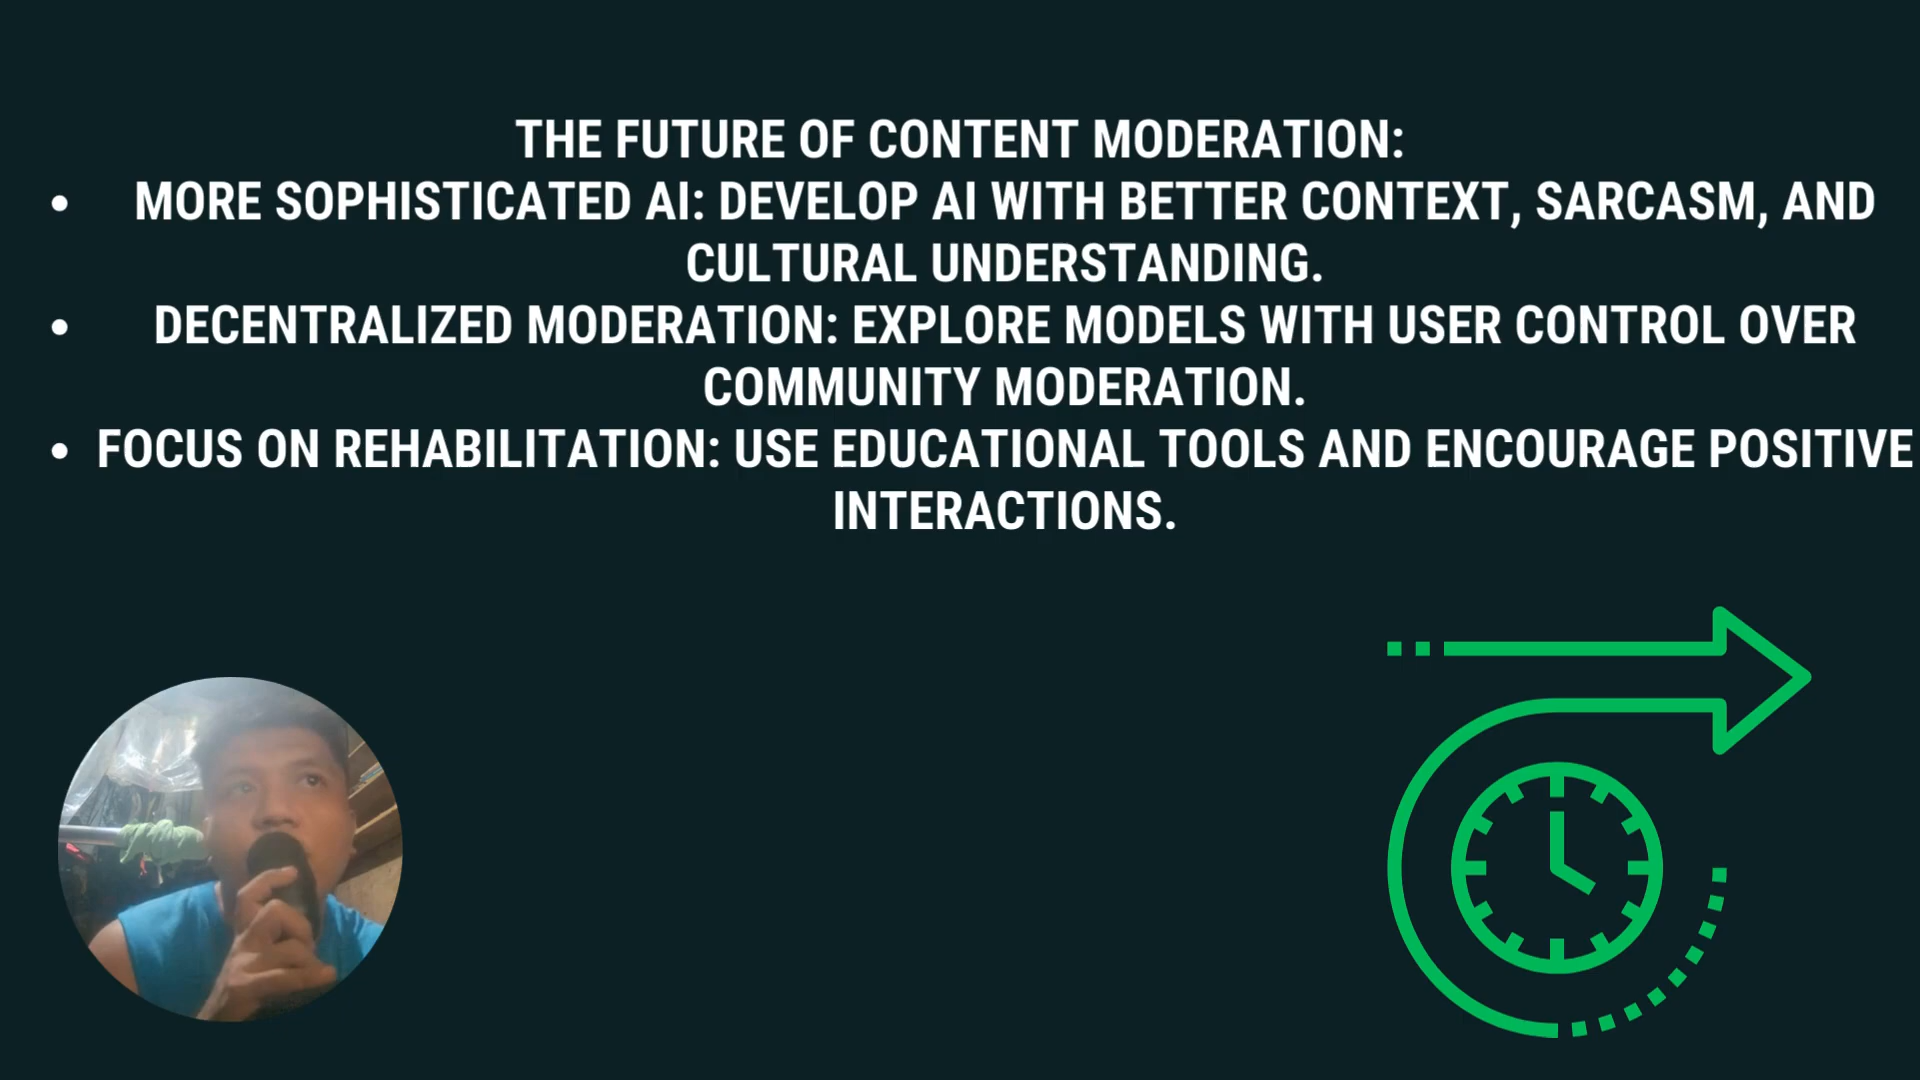 THE FUTURE OF CONTENT MODERATION:
• MORE SOPHISTICATED AI: DEVELOP AI WITH BETTER CONTEXT, SARCASM, AND
CULTURAL UNDERSTANDING.
• DECENTRALIZED MODERATION: EXPLORE MODELS WITH USER CONTROL OVER
COMMUNITY MODERATION.
• FOCUS ON REHABILITATION: USE EDUCATIONAL TOOLS AND ENCOURAGE POSITIVE
INTERACTIONS.